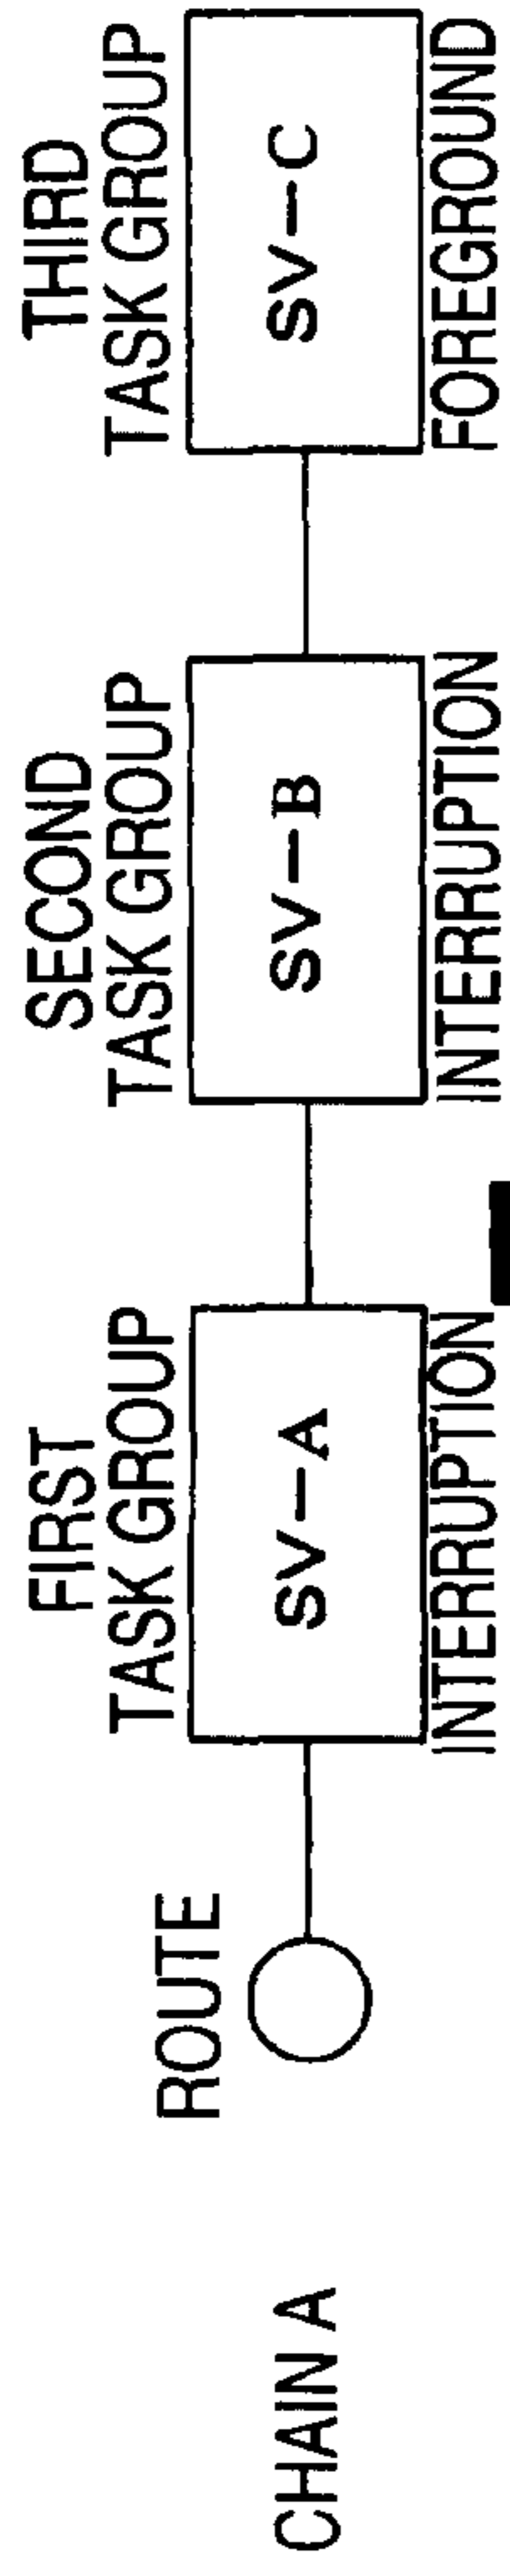 CHAIN A
ROUTE
FIRST
TASK GROUP
SV-A
INTERRUPTION
SECOND
TASK GROUP
SV-B
INTERRUPTION
THIRD
TASK GROUP
SV-C
FOREGROUND